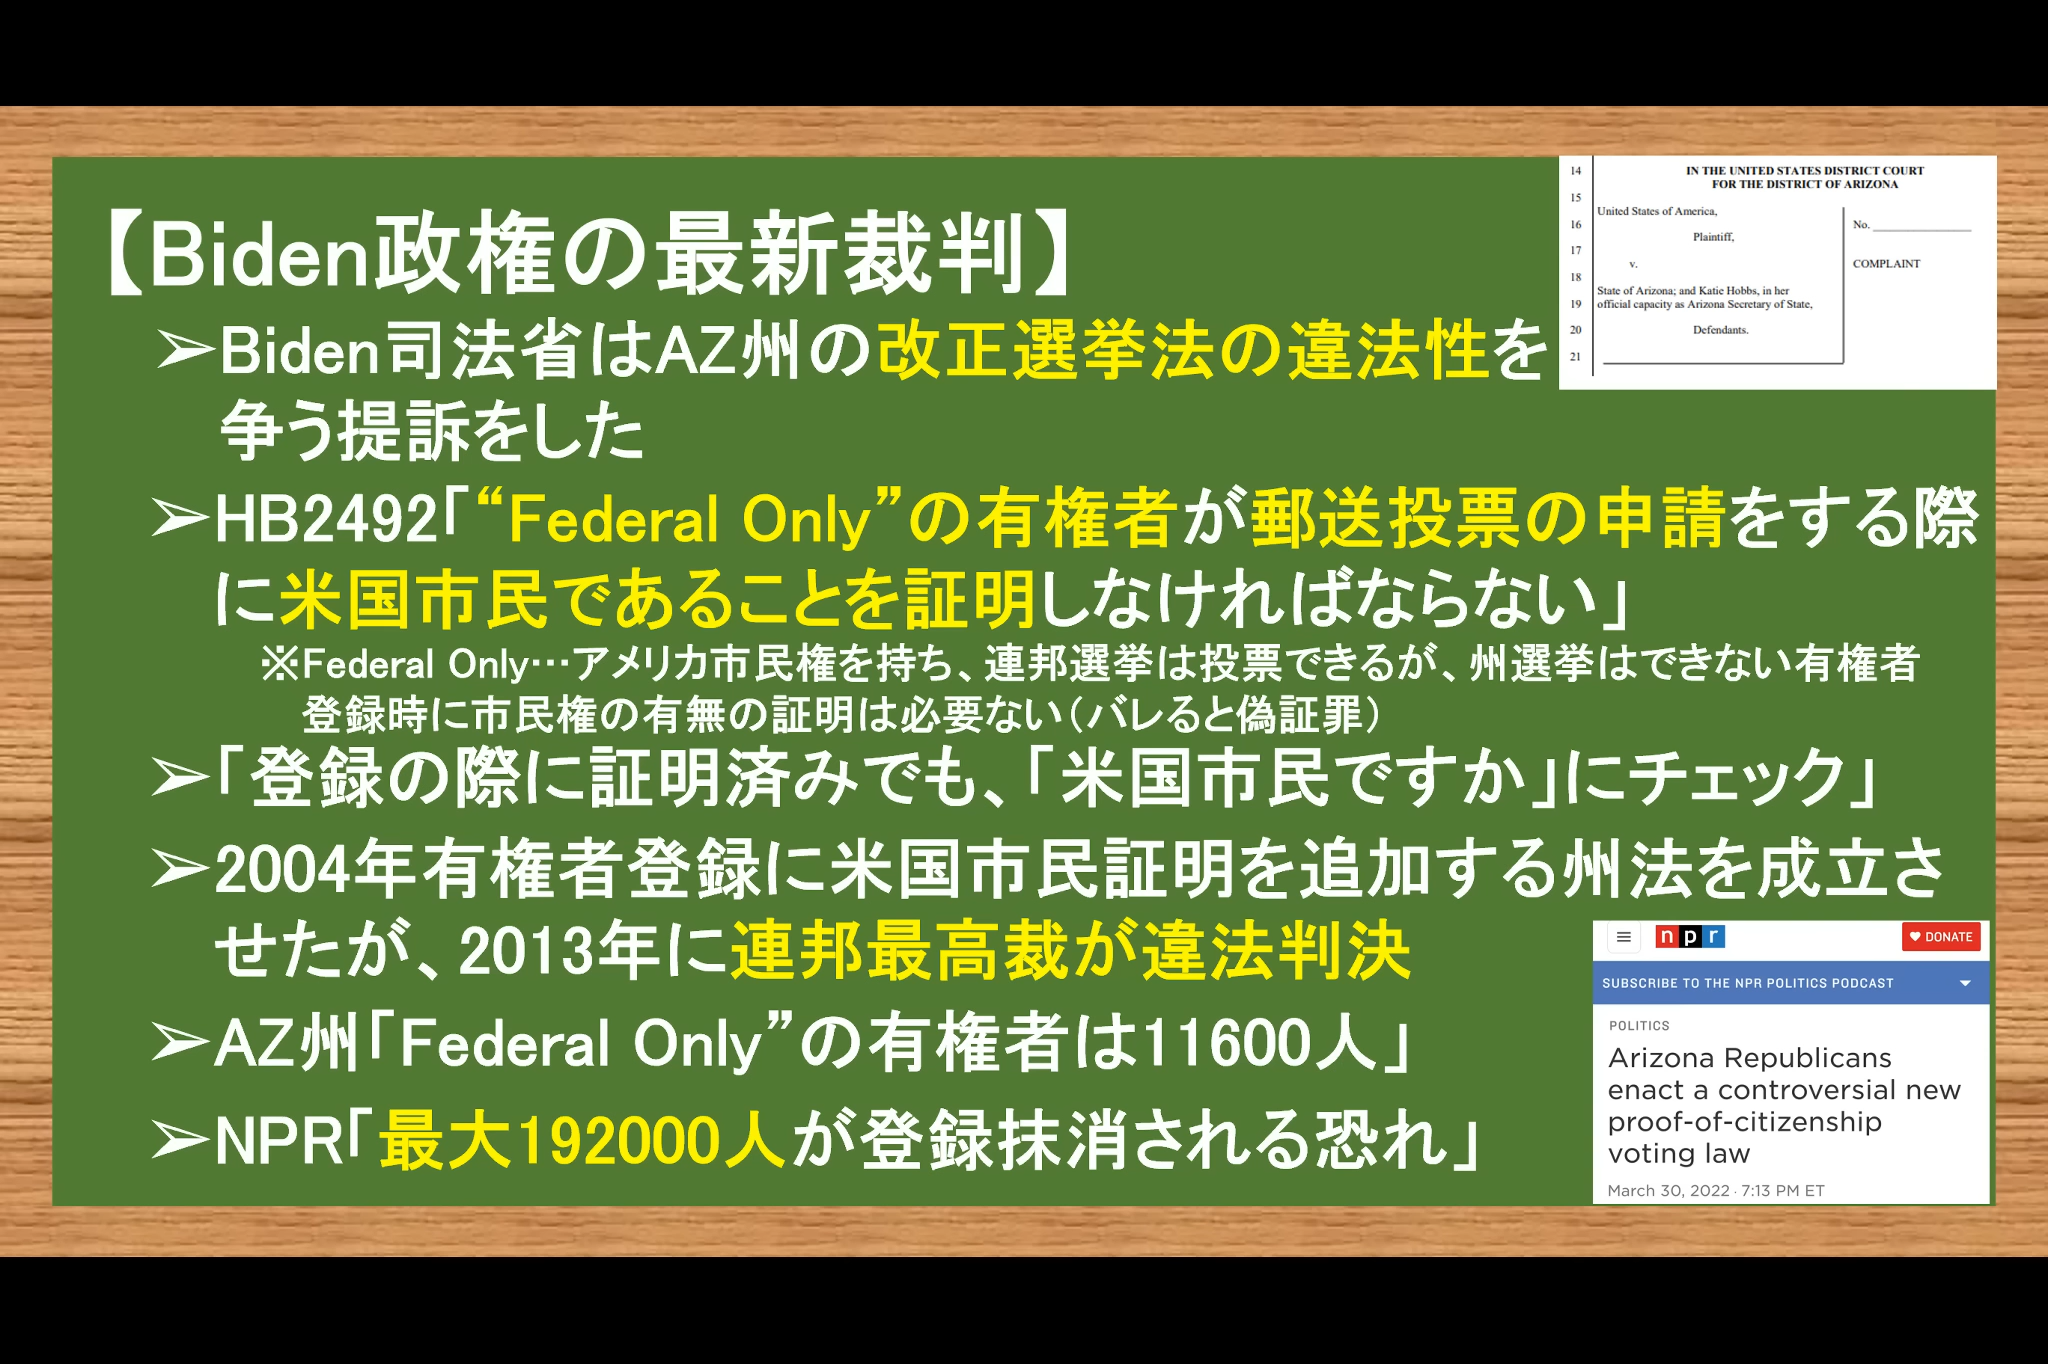 【Biden政権の最新裁判】
➢Biden司法省はAZ州の改正選挙法の違法性を
争う提訴をした
➢HB2492「“Federal Only”の有権者が郵送投票の申請をする際
に米国市民であることを証明しなければならない」
※Federal Only…アメリカ市民権を持ち、連邦選挙は投票できるが、州選挙はできない有権者
登録時に市民権の有無の証明は必要ない（バレると偽証罪）
➢「登録の際に証明済みでも、「米国市民ですか」にチェック」
➢2004年有権者登録に米国市民証明を追加する州法を成立さ
せたが、2013年に連邦最高裁が違法判決
➢AZ州「Federal Only”の有権者は11600人」
➢NPR「最大192000人が登録抹消される恐れ」
14 IN THE UNITED STATES DISTRICT COURT
FOR THE DISTRICT OF ARIZONA
15
United States of America,
16 No. ____________
Plaintiff,
17
v. COMPLAINT
18
State of Arizona; and Katie Hobbs, in her
19 official capacity as Arizona Secretary of State,
20 Defendants.
21
npr DONATE
SUBSCRIBE TO THE NPR POLITICS PODCAST
POLITICS
Arizona Republicans
enact a controversial new
proof-of-citizenship
voting law
March 30, 2022 · 7:13 PM ET